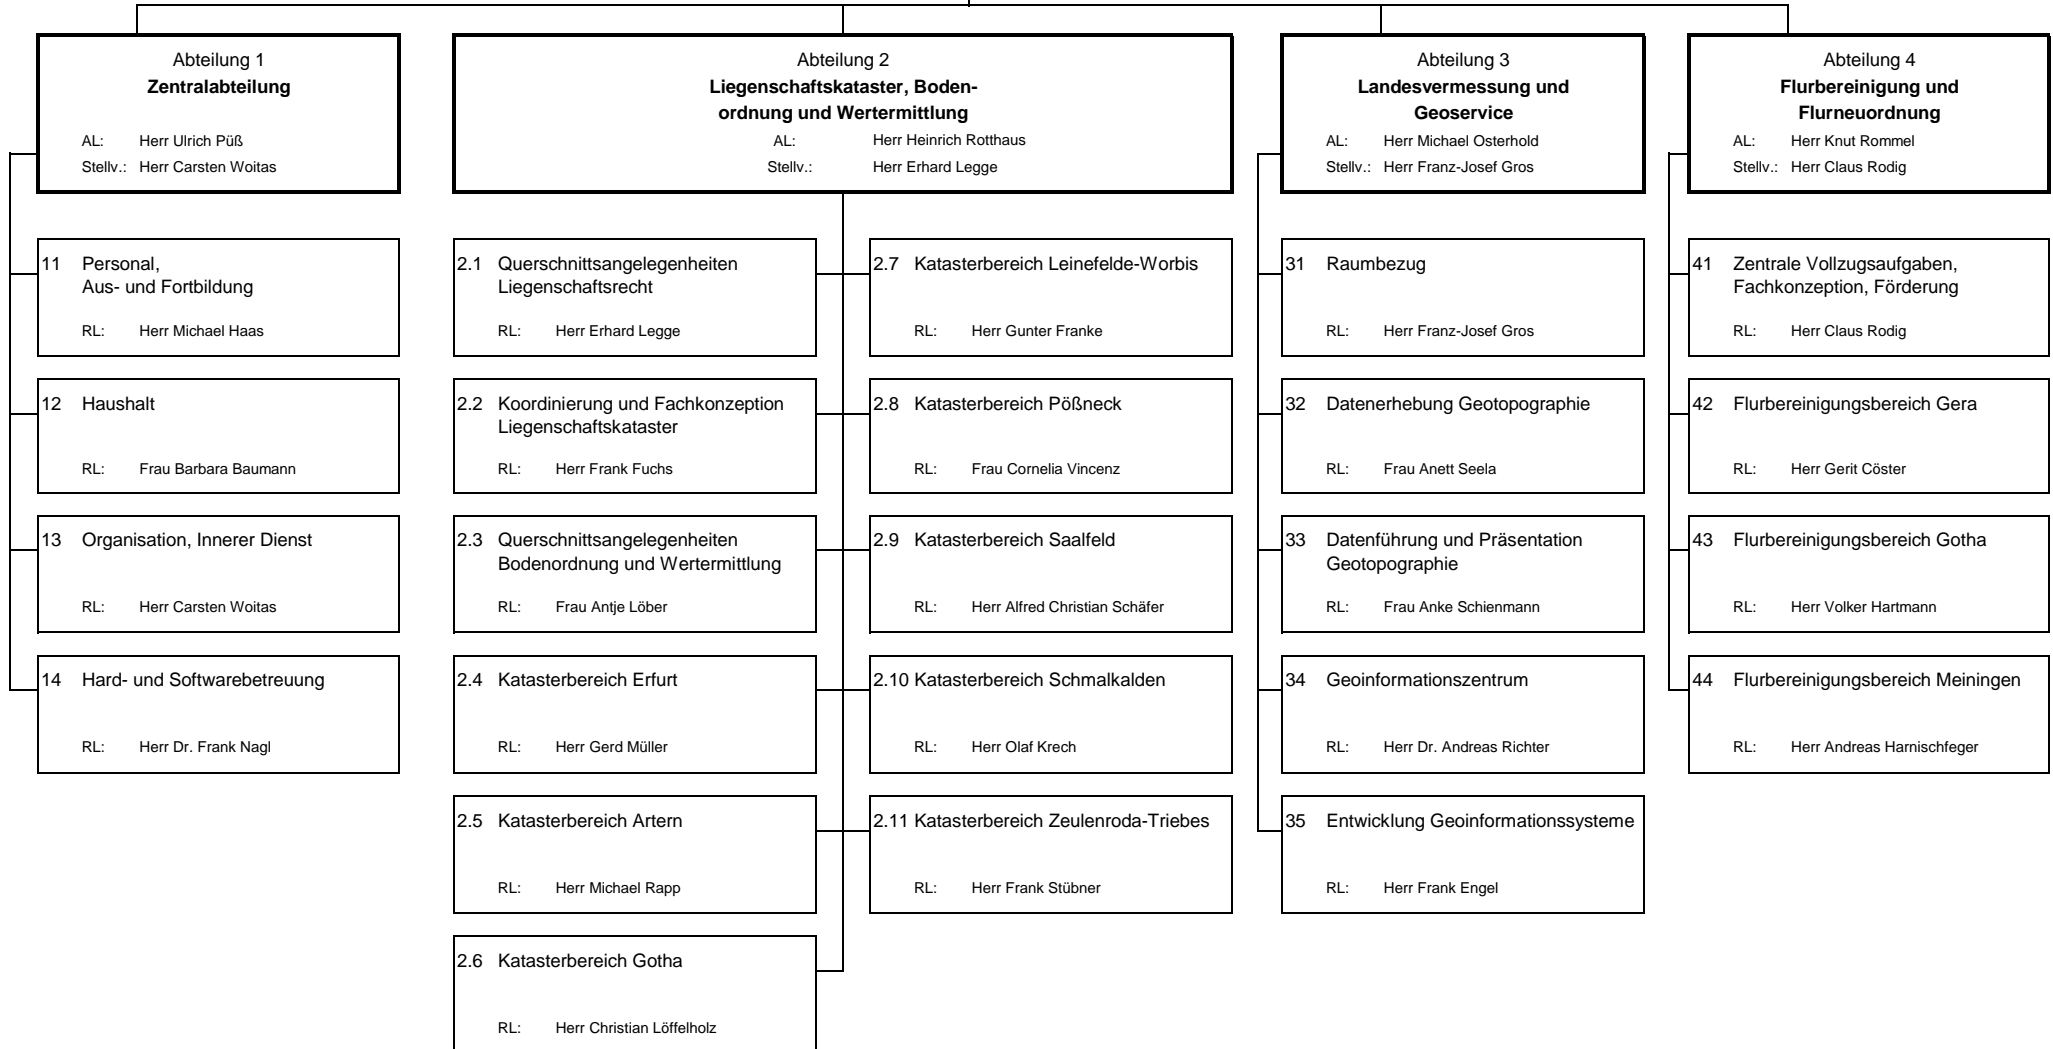 Abteilung 1
Zentralabteilung
AL: Herr Ulrich Püß
Stellv.: Herr Carsten Woitas
11 Personal,
Aus- und Fortbildung
RL: Herr Michael Haas
12 Haushalt
RL: Frau Barbara Baumann
13 Organisation, Innerer Dienst
RL: Herr Carsten Woitas
14 Hard- und Softwarebetreuung
RL: Herr Dr. Frank Nagl
Abteilung 2
Liegenschaftskataster, Boden-
ordnung und Wertermittlung
AL: Herr Heinrich Rotthaus
Stellv.: Herr Erhard Legge
2.1 Querschnittsangelegenheiten
Liegenschaftsrecht
RL: Herr Erhard Legge
2.2 Koordinierung und Fachkonzeption
Liegenschaftskataster
RL: Herr Frank Fuchs
2.3 Querschnittsangelegenheiten
Bodenordnung und Wertermittlung
RL: Frau Antje Löber
2.4 Katasterbereich Erfurt
RL: Herr Gerd Müller
2.5 Katasterbereich Artern
RL: Herr Michael Rapp
2.6 Katasterbereich Gotha
RL: Herr Christian Löffelholz
2.7 Katasterbereich Leinefelde-Worbis
RL: Herr Gunter Franke
2.8 Katasterbereich Pößneck
RL: Frau Cornelia Vincenz
2.9 Katasterbereich Saalfeld
RL: Herr Alfred Christian Schäfer
2.10 Katasterbereich Schmalkalden
RL: Herr Olaf Krech
2.11 Katasterbereich Zeulenroda-Triebes
RL: Herr Frank Stübner
Abteilung 3
Landesvermessung und
Geoservice
AL: Herr Michael Osterhold
Stellv.: Herr Franz-Josef Gros
31 Raumbezug
RL: Herr Franz-Josef Gros
32 Datenerhebung Geotopographie
RL: Frau Anett Seela
33 Datenführung und Präsentation
Geotopographie
RL: Frau Anke Schienmann
34 Geoinformationszentrum
RL: Herr Dr. Andreas Richter
35 Entwicklung Geoinformationssysteme
RL: Herr Frank Engel
Abteilung 4
Flurbereinigung und
Flurneuordnung
AL: Herr Knut Rommel
Stellv.: Herr Claus Rodig
41 Zentrale Vollzugsaufgaben,
Fachkonzeption, Förderung
RL: Herr Claus Rodig
42 Flurbereinigungsbereich Gera
RL: Herr Gerit Cöster
43 Flurbereinigungsbereich Gotha
RL: Herr Volker Hartmann
44 Flurbereinigungsbereich Meiningen
RL: Herr Andreas Harnischfeger